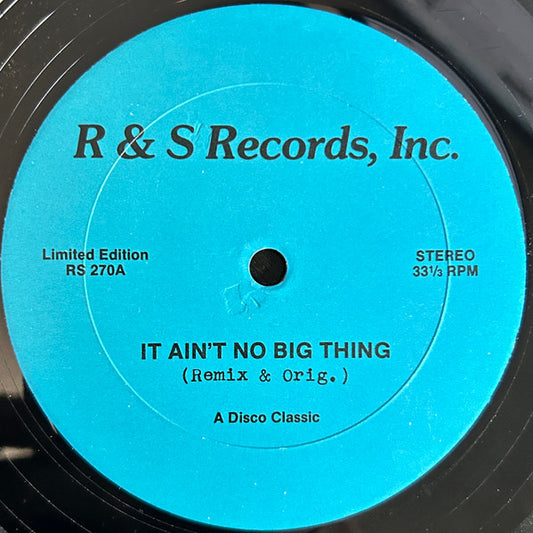 R & S Records, Inc.
Limited Edition
RS 270A
STEREO
33⅓ RPM
IT AIN'T NO BIG THING
(Remix & Orig.)
A Disco Classic